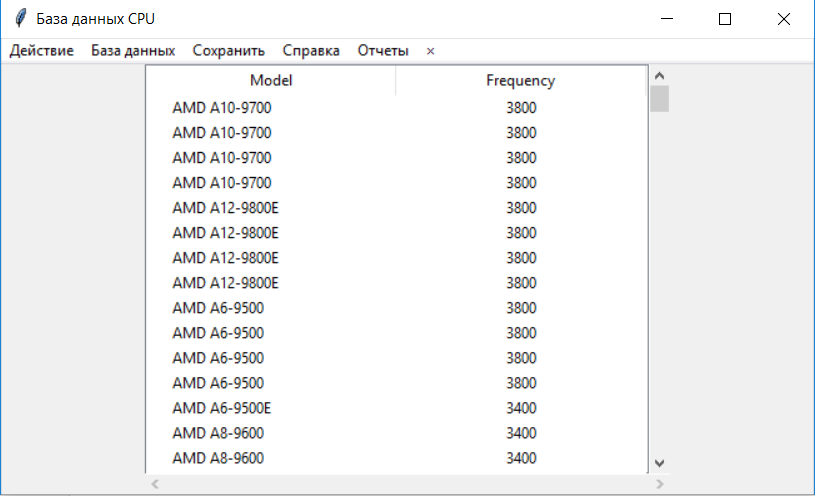 База данных CPU
Действие База данных Сохранить Справка Отчеты ×
Model Frequency
AMD A10-9700 3800
AMD A10-9700 3800
AMD A10-9700 3800
AMD A10-9700 3800
AMD A12-9800E 3800
AMD A12-9800E 3800
AMD A12-9800E 3800
AMD A12-9800E 3800
AMD A6-9500 3800
AMD A6-9500 3800
AMD A6-9500 3800
AMD A6-9500 3800
AMD A6-9500E 3400
AMD A8-9600 3400
AMD A8-9600 3400